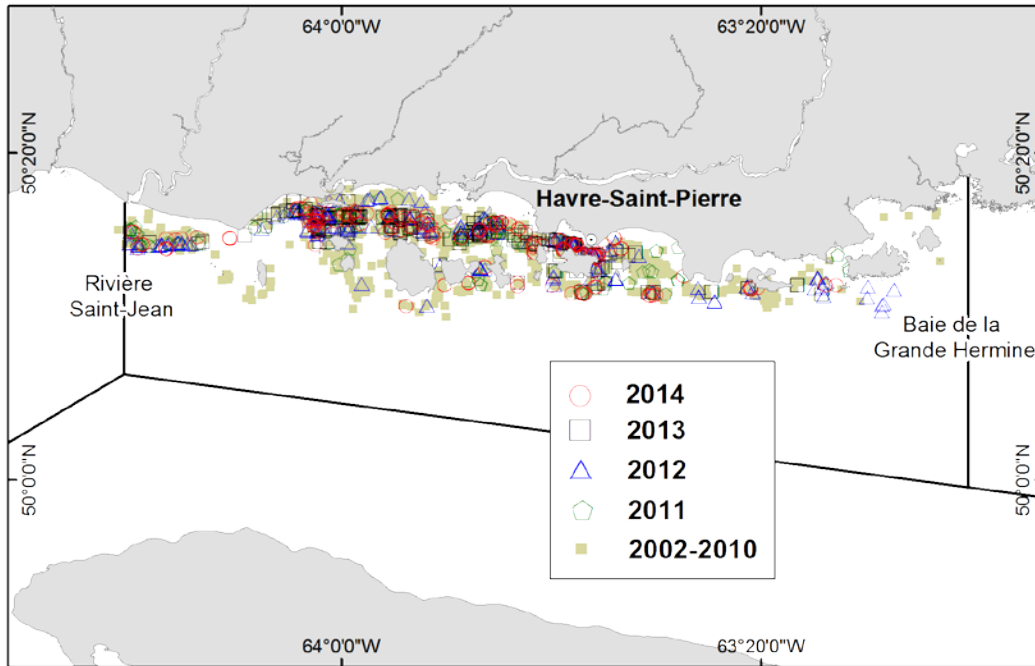 64°0'0"W
63°20'0"W
50°20'0"N
50°20'0"N
Havre-Saint-Pierre
Rivière
Saint-Jean
Baie de la
Grande Hermine
2014
2013
2012
2011
2002-2010
50°0'0"N
50°0'0"N
64°0'0"W
63°20'0"W